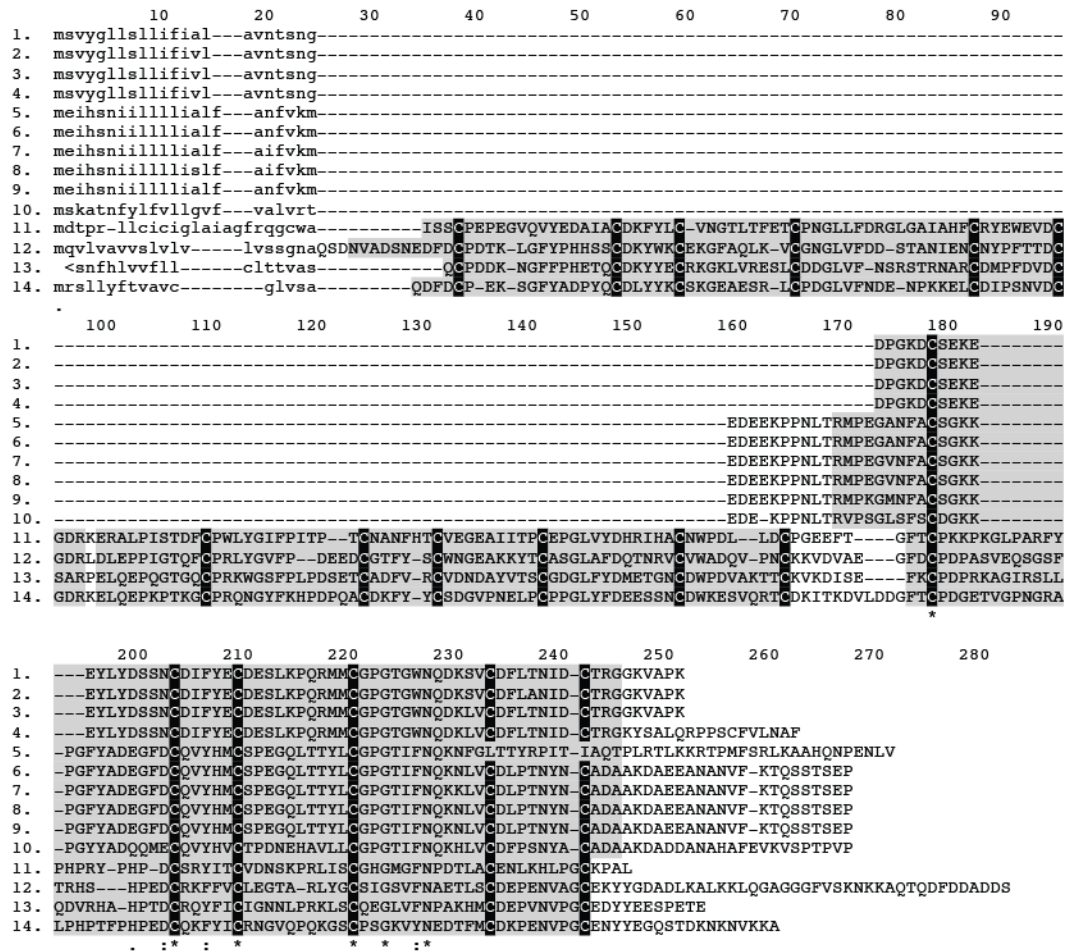 10 20 30 40 50 60 70 80 90
1. msvygllsllifial---avntsng-----------------------------------------------------------------------
2. msvygllsllifivl---avntsng-----------------------------------------------------------------------
3. msvygllsllifivl---avntsng-----------------------------------------------------------------------
4. msvygllsllifivl---avntsng-----------------------------------------------------------------------
5. meihsniillllialf---anfvkm-----------------------------------------------------------------------
6. meihsniillllialf---anfvkm-----------------------------------------------------------------------
7. meihsniillllialf---aifvkm-----------------------------------------------------------------------
8. meihsniillllislf---aifvkm-----------------------------------------------------------------------
9. meihsniillllialf---anfvkm-----------------------------------------------------------------------
10. mskatnfylfvllgvf---valvrt-----------------------------------------------------------------------
11. mdtpr-llciciglaiagfrqgcwa----------ISSCPEPEGVQVYEDAIACDKFYLC-VNGTLTFETCPNGLLFDRGLGAIAHFCRYEWEVDC
12. mqvlvavvslvlv-----lvssgnaQSDNVADSNEDFDCPDTK-LGFYPHHSSCDKYWKCEKGFAQLK-VCGNGLVFDD-STANIENCNYPFTTDC
13. <snfhlvvfll------clttvas------------QCPDDK-NGFFPHETQCDKYYECRKGKLVRESLCDDGLVF-NSRSTRNARCDMPFDVDC
14. mrsllyftvavc--------glvsa---------QDFDCP-EK-SGFYADPYQCDLYYKCSKGEAESR-LCPDGLVFNDE-NPKKELCDIPSNVDC
.
100 110 120 130 140 150 160 170 180 190
1. ------------------------------------------------------------------------------DPGKDCSEKE--------
2. ------------------------------------------------------------------------------DPGKDCSEKE--------
3. ------------------------------------------------------------------------------DPGKDCSEKE--------
4. ------------------------------------------------------------------------------DPGKDCSEKE--------
5. ----------------------------------------------------------------EDEEKPPNLTRMPEGANFACSGKK--------
6. ----------------------------------------------------------------EDEEKPPNLTRMPEGANFACSGKK--------
7. ----------------------------------------------------------------EDEEKPPNLTRMPEGVNFACSGKK--------
8. ----------------------------------------------------------------EDEEKPPNLTRMPEGVNFACSGKK--------
9. ----------------------------------------------------------------EDEEKPPNLTRMPKGMNFACSGKK--------
10. ----------------------------------------------------------------EDE-KPPNLTRVPSGLSFSCDGKK--------
11. GDRKERALPISTDFCPWLYGIFPITP--TCNANFHTCVEGEAIITPCEPGLVYDHRIHACNWPDL-LDCPGEEFT----GFTCPKKPKGLPARFY
12. GDRLDLEPPIGTQFCPRLYGVFP--DEEDCGTFY-SCWNGEAKKYTCASGLAFDQTNRVCVWADQV-PNCKKVDVAE---GFDCPDPASVEQSGSF
13. SARPELQEPQGTGQCPRKWGSFPLPDSETCADFV-RCVDNDAYVTSCGDGLFYDMETGNCDWPDVAKTTCKVKDISE----FKCPDPRKAGIRSLL
14. GDRKELQEPKPTKGCPRQNGYFKHPDPQACDKFY-YCSDGVPNELPCPPGLYFDEESSNCDWKESVQRTCDKITKDVLDDGFTCPDGETVGPNGRA
*
200 210 220 230 240 250 260 270 280
1. ---EYLYDSSNCDIFYECDESLKPQRMMCGPGTGWNQDKSVCDFLTNID-CTRGGKVAPK
2. ---EYLYDSSNCDIFYECDESLKPQRMMCGPGTGWNQDKSVCDFLANID-CTRGGKVAPK
3. ---EYLYDSSNCDIFYECDESLKPQRMMCGPGTGWNQDKLVCDFLTNID-CTRGGKVAPK
4. ---EYLYDSSNCDIFYECDESLKPQRMMCGPGTGWNQDKLVCDFLTNID-CTRGKYSALQRPPSCFVLNAF
5. -PGFYADEGFDCQVYHMCSPEGQLTTYLCGPGTIFNQKNFGLTTYRPIT-IAQTPLRTLKKRTPMFSRLKAAHQNPENLV
6. -PGFYADEGFDCQVYHMCSPEGQLTTYLCGPGTIFNQKNLVCDLPTNYN-CADAAKDAEEANANVF-KTQSSTSEP
7. -PGFYADEGFDCQVYHMCSPEGQLTTYLCGPGTIFNQKKLVCDLPTNYN-CADAAKDAEEANANVF-KTQSSTSEP
8. -PGFYADEGFDCQVYHMCSPEGQLTTYLCGPGTIFNQKNLVCDLPTNYN-CADAAKDAEEANANVF-KTQSSTSEP
9. -PGFYADEGFDCQVYHMCSPEGQLTTYLCGPGTIFNQKNLVCDLPTNYN-CADAAKDAEEANANVF-KTQSSTSEP
10. -PGYYADQQMECQVYHVCTPDNEHAVLLCGPGTIFNQKHLVCDFPSNYA-CADAAKDADDANAHAFEVKVSPTPVP
11. PHPRY-PHP-DCSRYITCVDNSKPRLISCGHGMGFNPDTLACENLKHLPGCKPAL
12. TRHS---HPEDCRKFFVCLEGTA-RLYGCSIGSVFNAETLSCDEPENVAGCEKYYGDADLKALKKLQGAGGGFVSKNKKAQTQDFDDADDS
13. QDVRHA-HPTDCRQYFICIGNNLPRKLSCQEGLVFNPAKHMCDEPVNVPGCEDYYEESPETE
14. LPHPTFPHPEDCQKFYICRNGVQPQKGSCPSGKVYNEDTFMCDKPENVPGCENYYEGQSTDKNKNVKKA
. :* : * * * :*